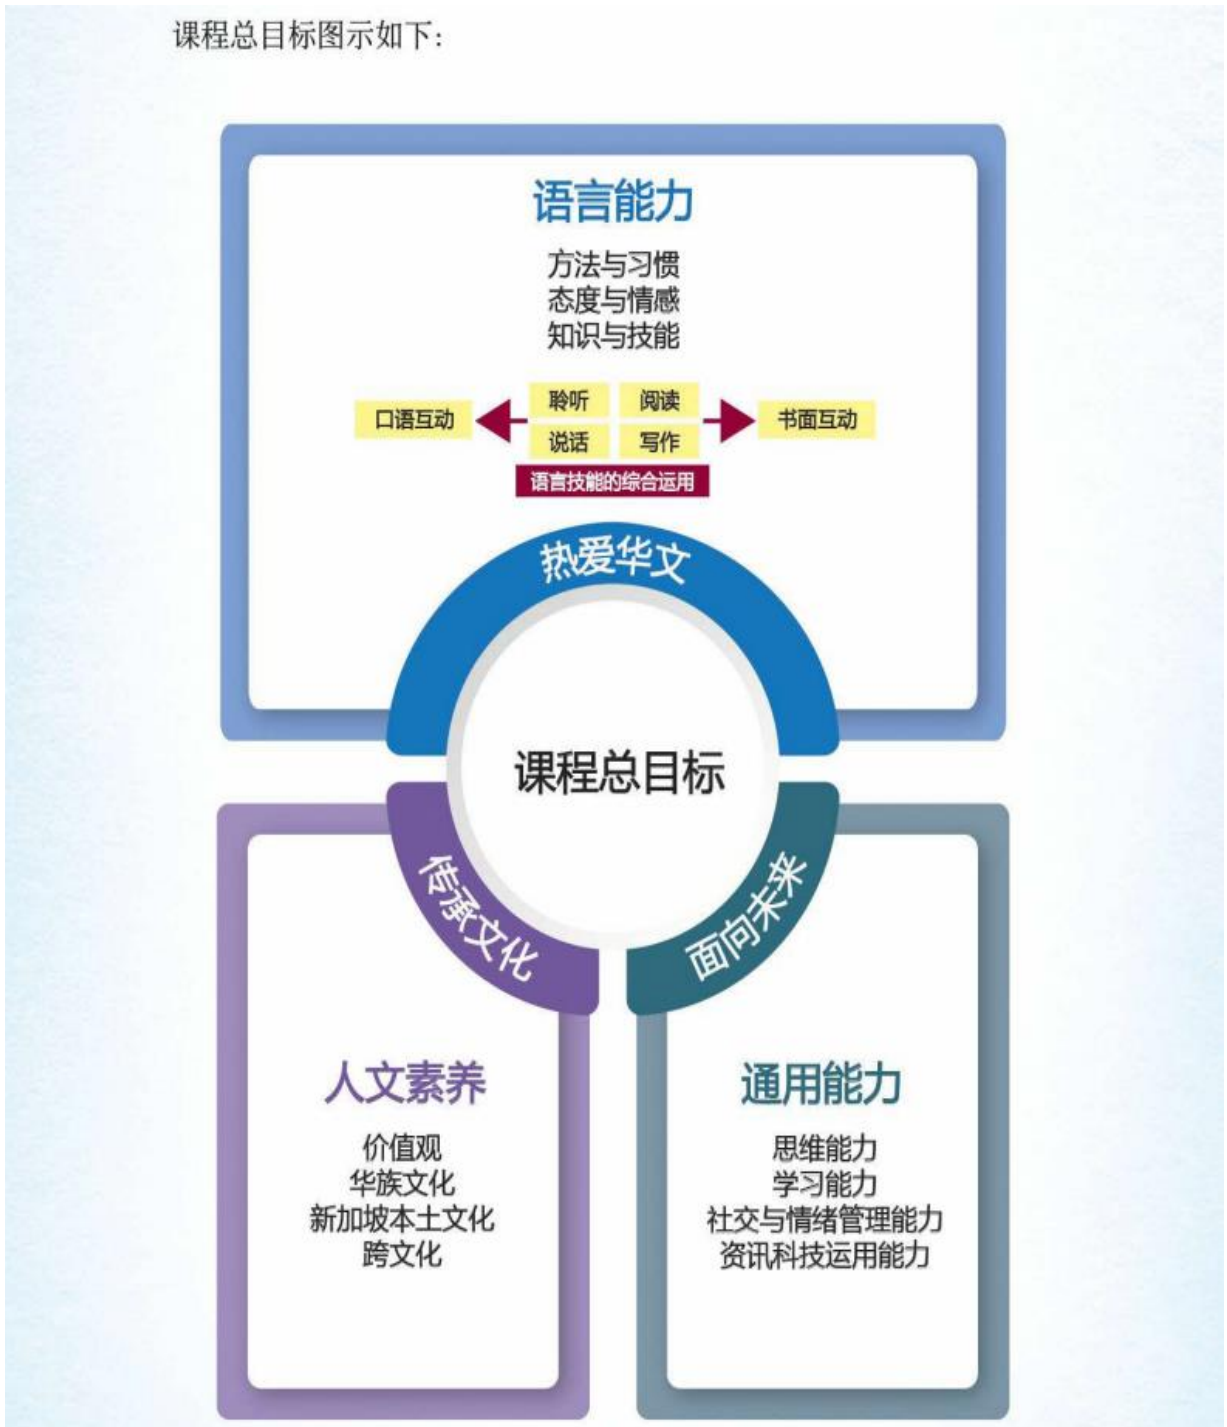 课程总目标图示如下：
语言能力
方法与习惯
态度与情感
知识与技能
口语互动
聆听
阅读
说话
写作
书面互动
语言技能的综合运用
热爱华文
课程总目标
传承文化
面向未来
人文素养
价值观
华族文化
新加坡本土文化
跨文化
通用能力
思维能力
学习能力
社交与情绪管理能力
资讯科技运用能力